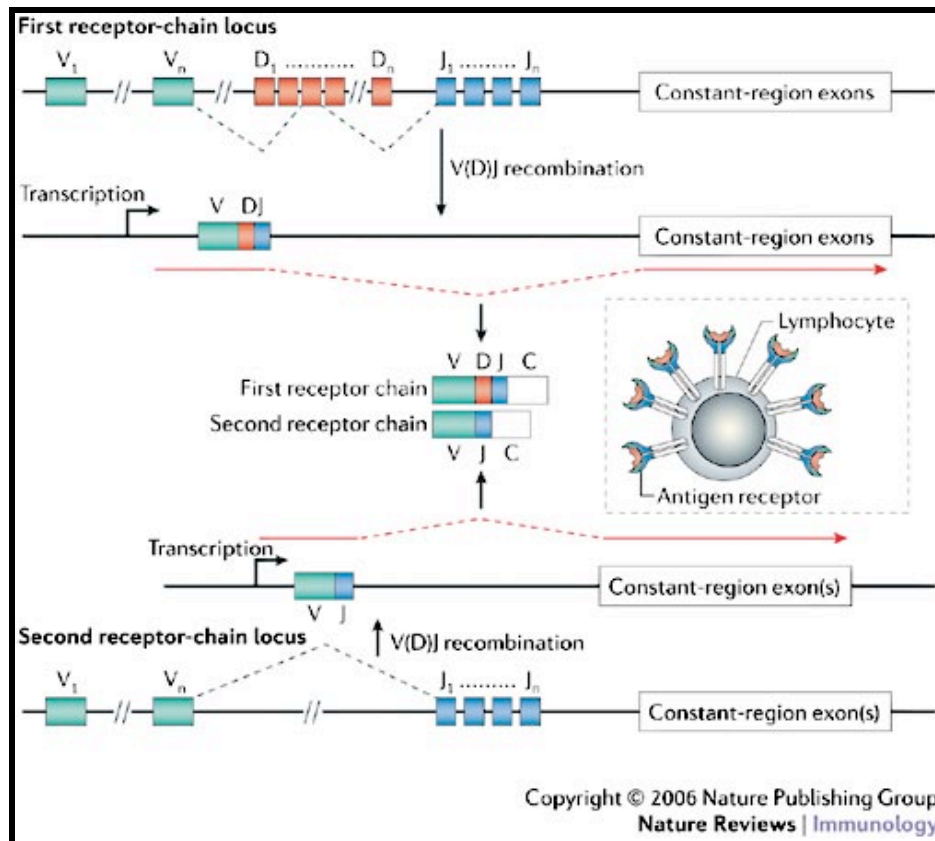 First receptor-chain locus
V1 Vn D1 ........... Dn J1 ......... Jn
Constant-region exons
V(D)J recombination
Transcription
V DJ
Constant-region exons
Lymphocyte
V D J C
First receptor chain
Second receptor chain
V J C
Antigen receptor
Transcription
Constant-region exon(s)
V J
Second receptor-chain locus
V(D)J recombination
V1 Vn J1 ......... Jn
Constant-region exon(s)
Copyright © 2006 Nature Publishing Group
Nature Reviews | Immunology